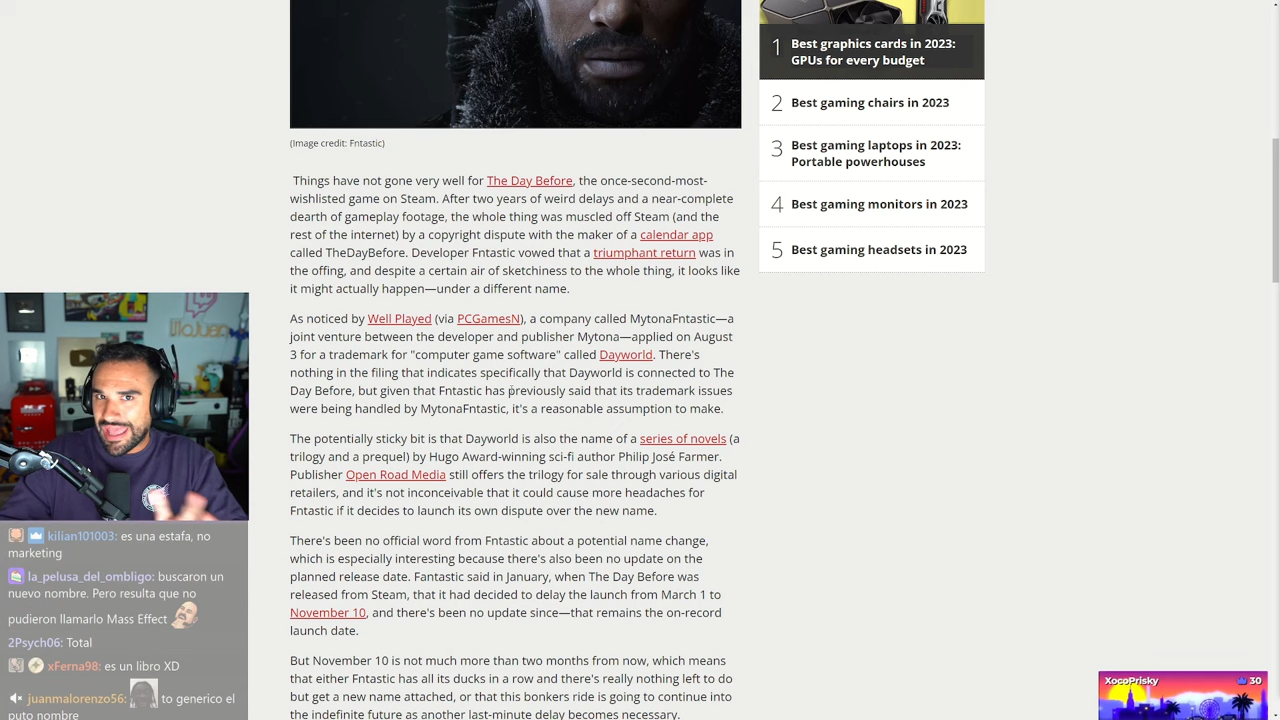 1 Best graphics cards in 2023:
GPUs for every budget
2 Best gaming chairs in 2023
3 Best gaming laptops in 2023:
Portable powerhouses
4 Best gaming monitors in 2023
5 Best gaming headsets in 2023
(Image credit: Fntastic)
Things have not gone very well for The Day Before, the once-second-most-
wishlisted game on Steam. After two years of weird delays and a near-complete
dearth of gameplay footage, the whole thing was muscled off Steam (and the
rest of the internet) by a copyright dispute with the maker of a calendar app
called TheDayBefore. Developer Fntastic vowed that a triumphant return was in
the offing, and despite a certain air of sketchiness to the whole thing, it looks like
it might actually happen—under a different name.
As noticed by Well Played (via PCGamesN), a company called MytonaFntastic—a
joint venture between the developer and publisher Mytona—applied on August
3 for a trademark for "computer game software" called Dayworld. There's
nothing in the filing that indicates specifically that Dayworld is connected to The
Day Before, but given that Fntastic has previously said that its trademark issues
were being handled by MytonaFntastic, it's a reasonable assumption to make.
The potentially sticky bit is that Dayworld is also the name of a series of novels (a
trilogy and a prequel) by Hugo Award-winning sci-fi author Philip José Farmer.
Publisher Open Road Media still offers the trilogy for sale through various digital
retailers, and it's not inconceivable that it could cause more headaches for
Fntastic if it decides to launch its own dispute over the new name.
There's been no official word from Fntastic about a potential name change,
which is especially interesting because there's also been no update on the
planned release date. Fantastic said in January, when The Day Before was
released from Steam, that it had decided to delay the launch from March 1 to
November 10, and there's been no update since—that remains the on-record
launch date.
But November 10 is not much more than two months from now, which means
that either Fntastic has all its ducks in a row and there's really nothing left to do
but get a new name attached, or that this bonkers ride is going to continue into
the indefinite future as another last-minute delay becomes necessary.
kilian101003: es una estafa, no
marketing
la_pelusa_del_ombligo: buscaron un
nuevo nombre. Pero resulta que no
pudieron llamarlo Mass Effect
2Psych06: Total
xFerna98: es un libro XD
juanmalorenzo56: to generico el
puto nombre
XocoPrisky 30